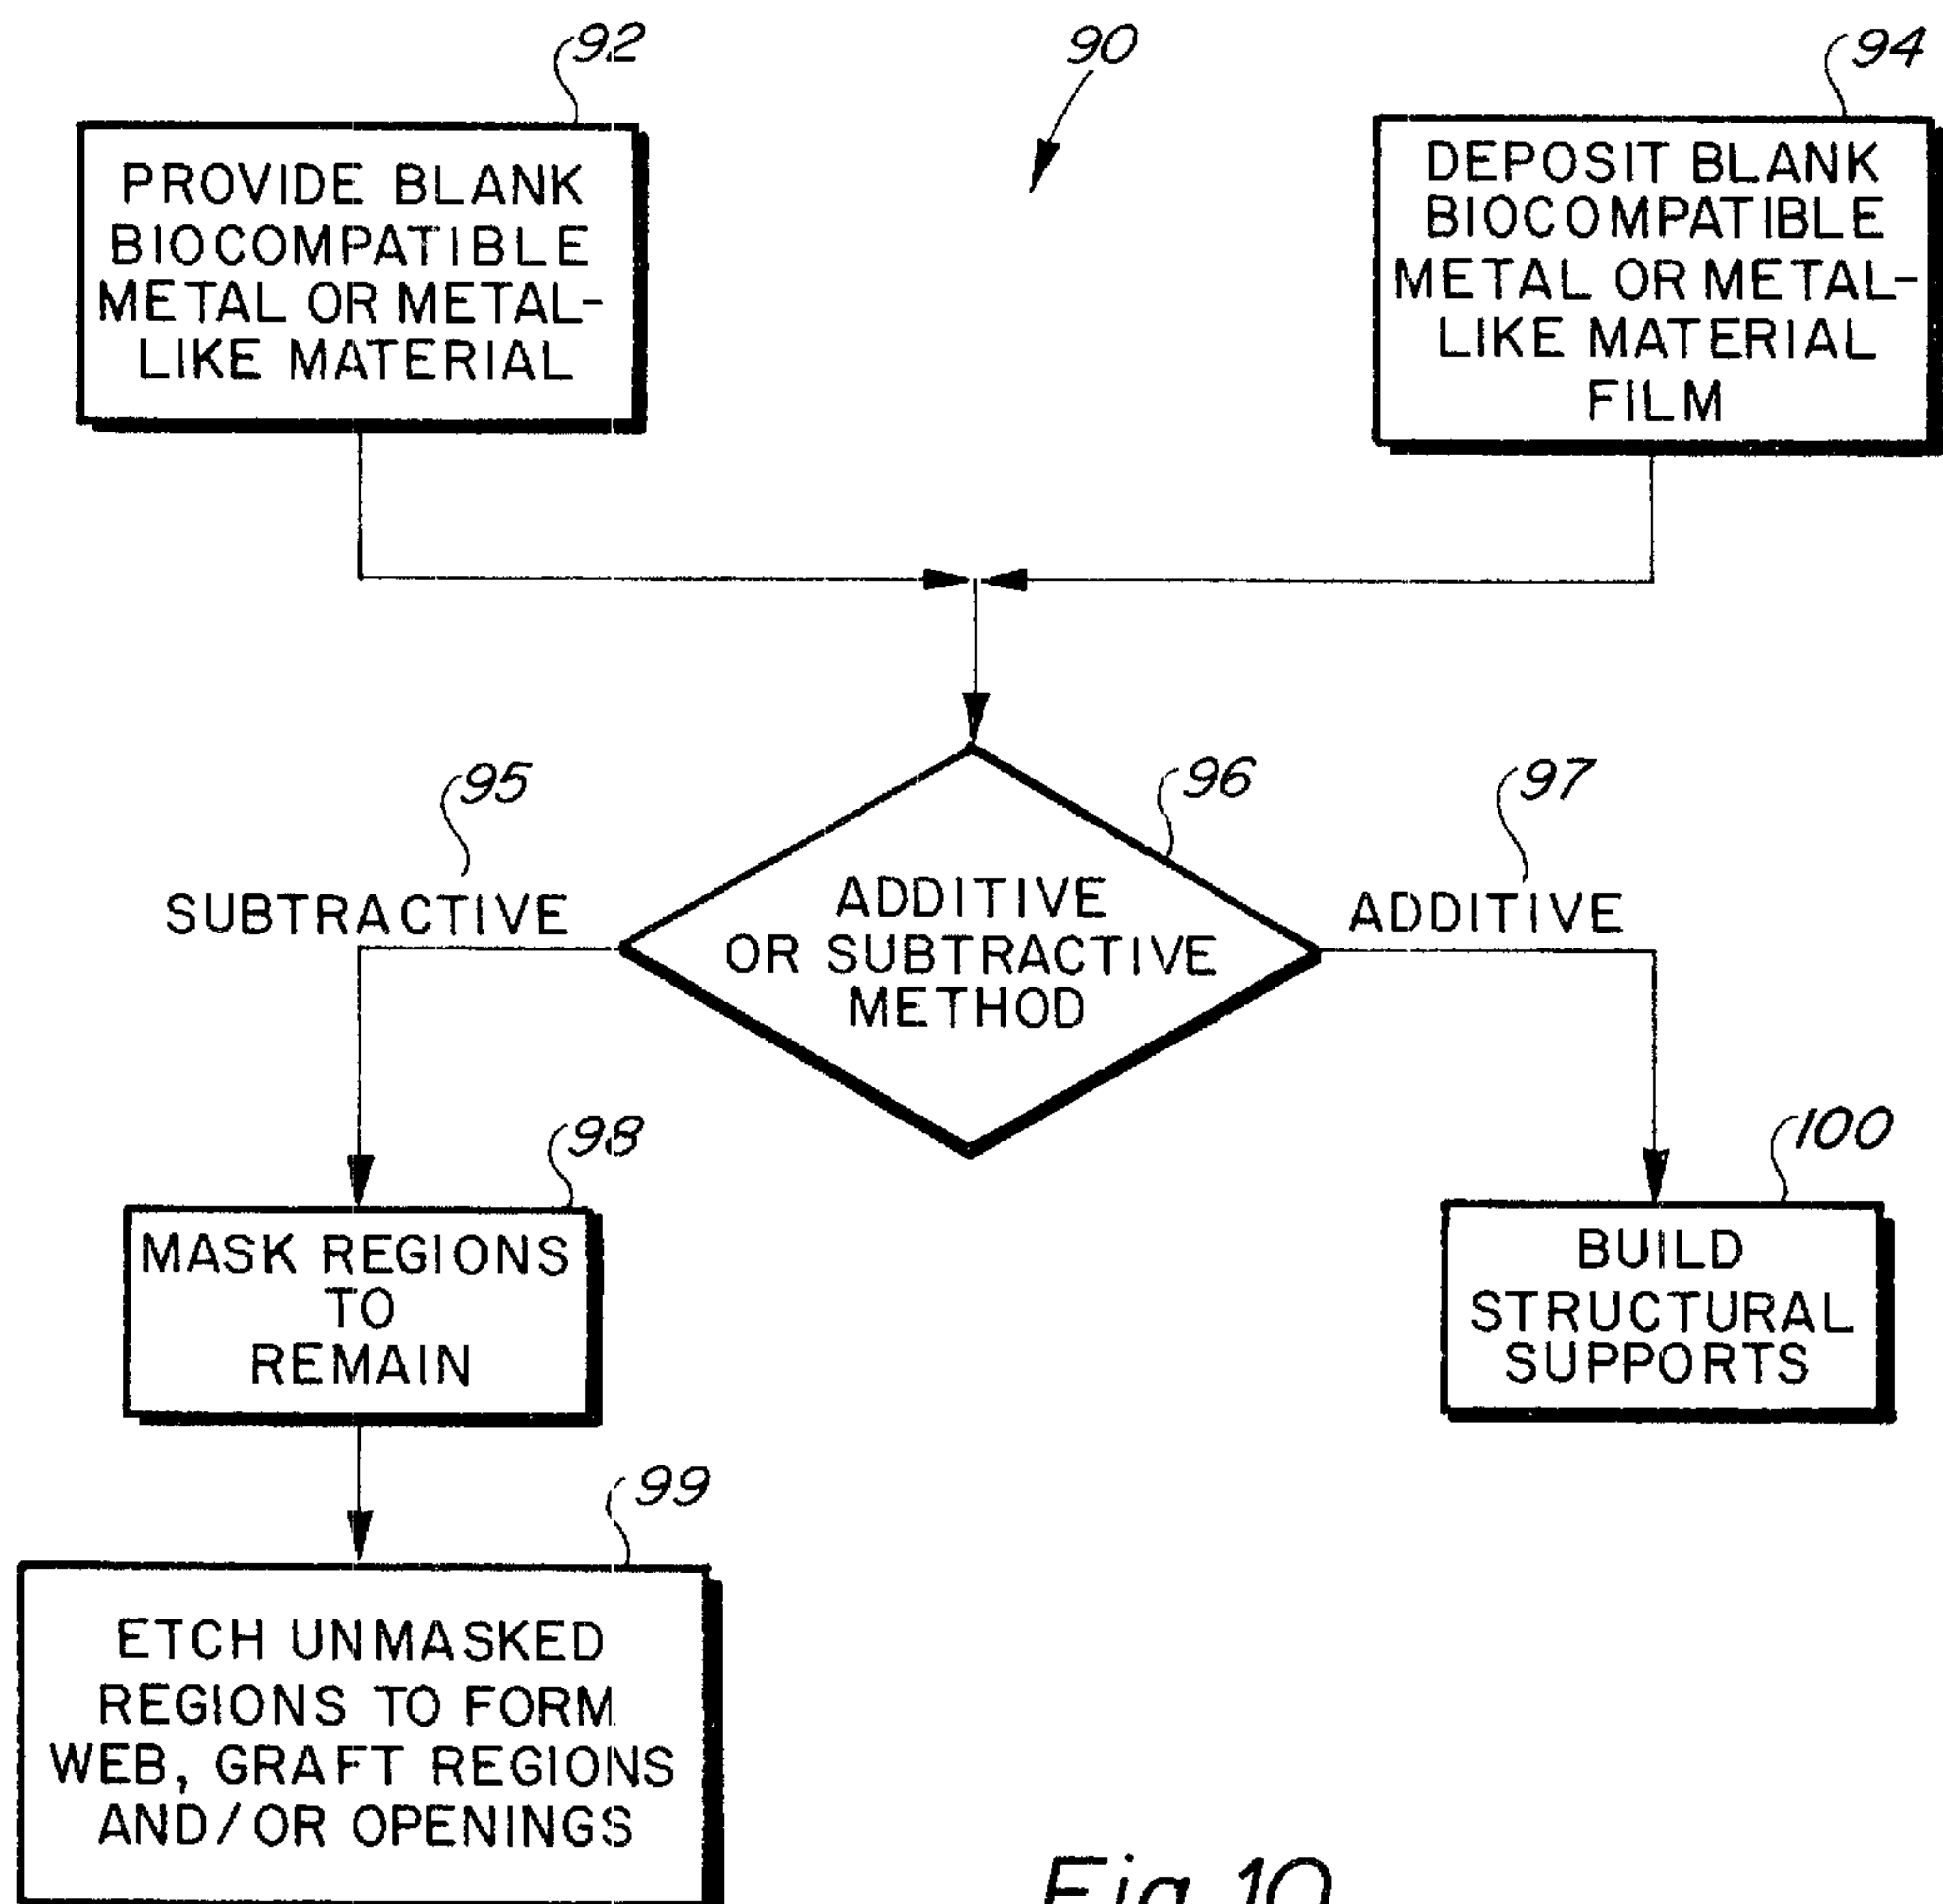 92
90
94
PROVIDE BLANK
BIOCOMPATIBLE
METAL OR METAL-
LIKE MATERIAL
DEPOSIT BLANK
BIOCOMPATIBLE
METAL OR METAL-
LIKE MATERIAL
FILM
95
96
97
SUBTRACTIVE
ADDITIVE
OR SUBTRACTIVE
METHOD
ADDITIVE
98
100
MASK REGIONS
TO
REMAIN
BUILD
STRUCTURAL
SUPPORTS
99
ETCH UNMASKED
REGIONS TO FORM
WEB, GRAFT REGIONS
AND/OR OPENINGS
Fig 10